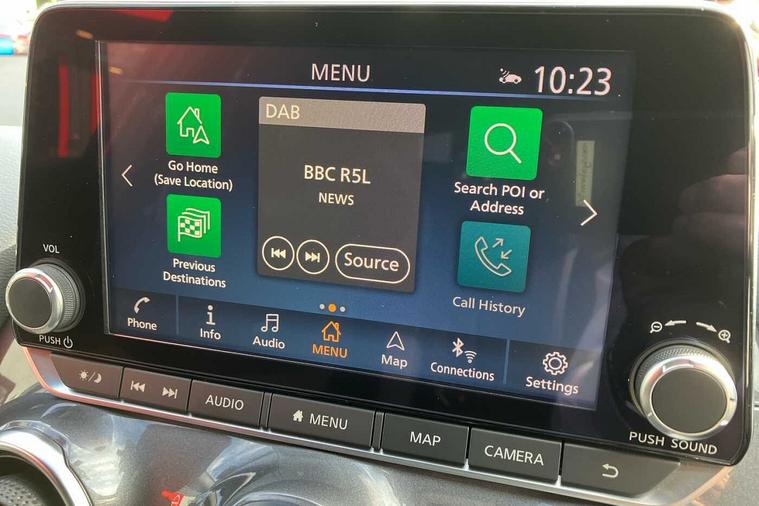 MENU
10:23
DAB
BBC R5L
NEWS
Source
Go Home
(Save Location)
Previous
Destinations
Search POI or
Address
Call History
Phone
Info
Audio
MENU
Map
Connections
Settings
VOL
PUSH
AUDIO
MENU
MAP
CAMERA
PUSH SOUND